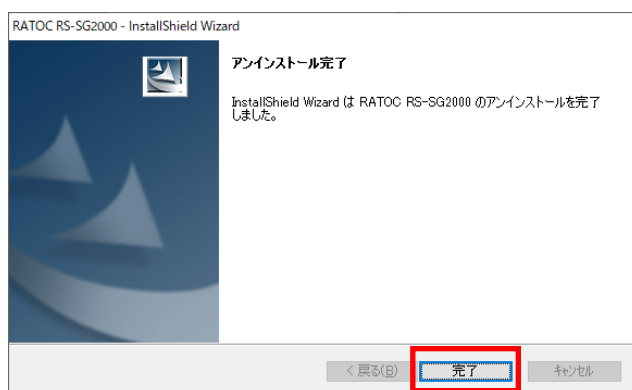 RATOC RS-SG2000 - InstallShield Wizard
アンインストール完了
InstallShield Wizard は RATOC RS-SG2000 のアンインストールを完了
しました。
< 戻る(B) 完了 キャンセル